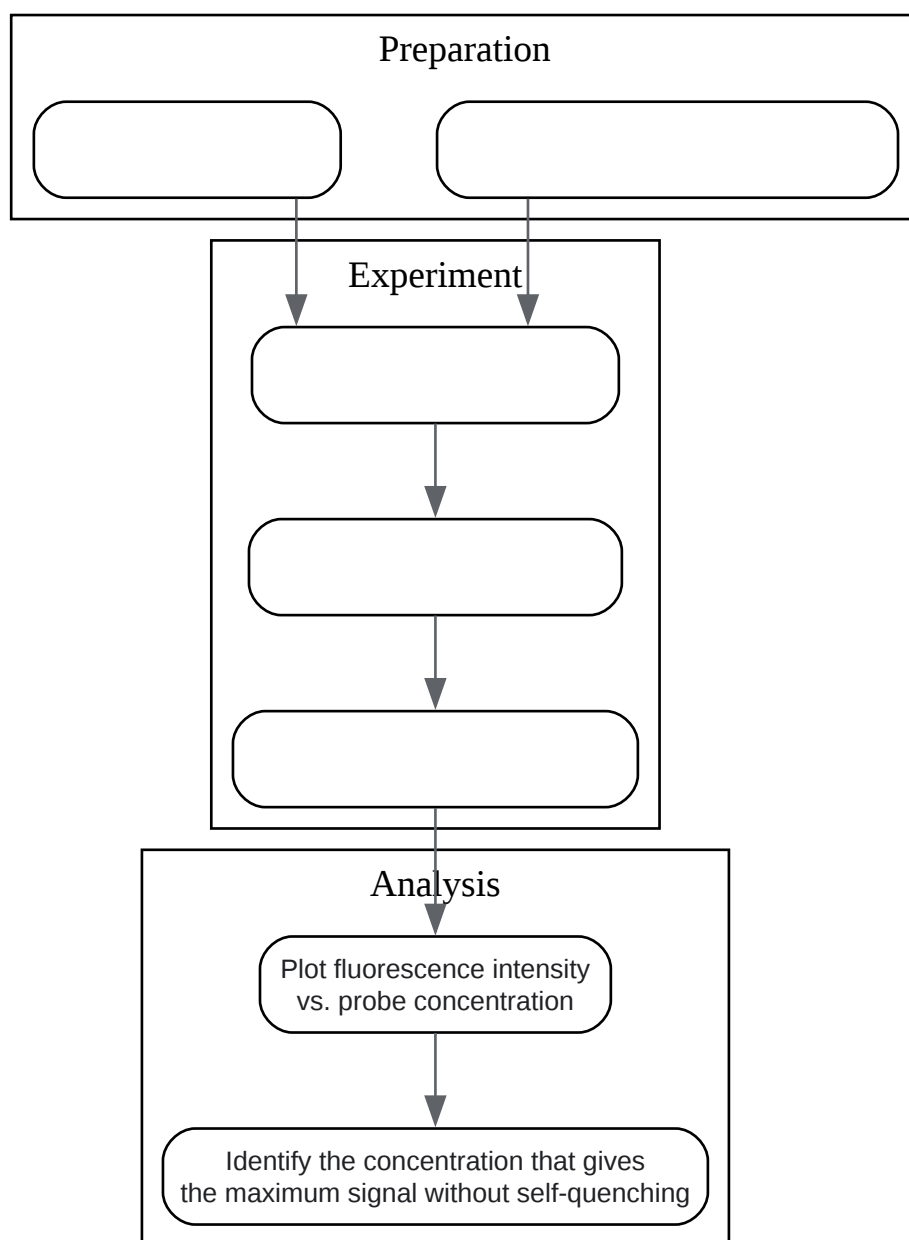 Preparation
Experiment
Analysis
Plot fluorescence intensity
vs. probe concentration
Identify the concentration that gives
the maximum signal without self-quenching